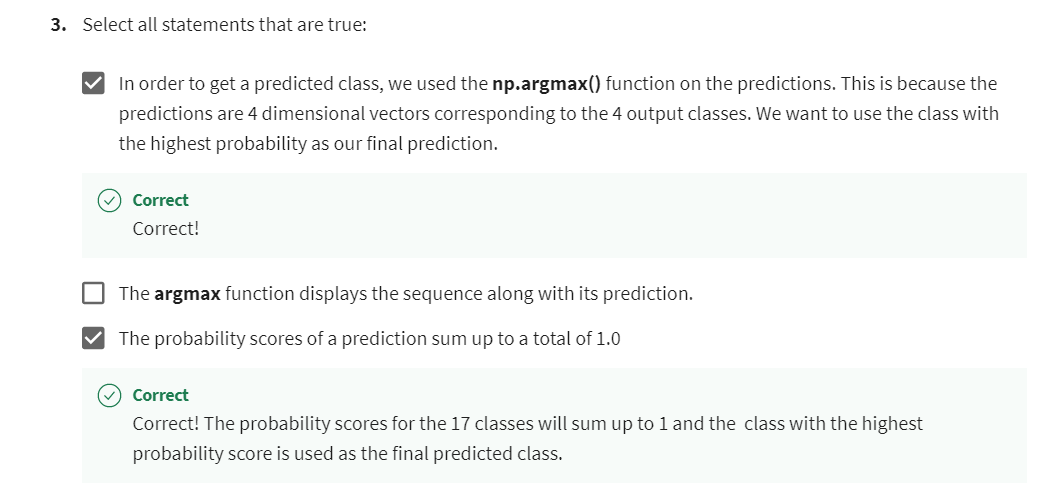 3. Select all statements that are true:
In order to get a predicted class, we used the np.argmax() function on the predictions. This is because the
predictions are 4 dimensional vectors corresponding to the 4 output classes. We want to use the class with
the highest probability as our final prediction.
Correct
Correct!
The argmax function displays the sequence along with its prediction.
The probability scores of a prediction sum up to a total of 1.0
Correct
Correct! The probability scores for the 17 classes will sum up to 1 and the class with the highest
probability score is used as the final predicted class.